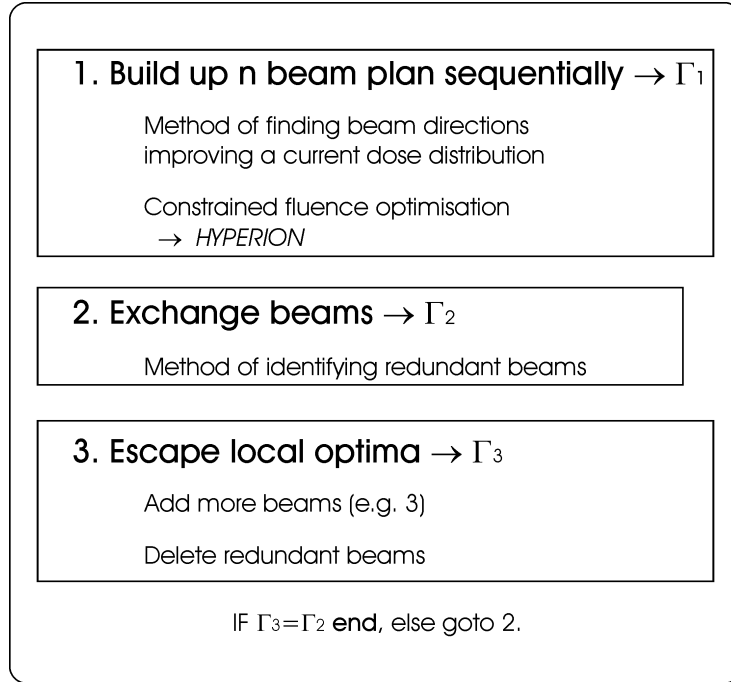 1. Build up n beam plan sequentially → Γ1
Method of finding beam directions
improving a current dose distribution
Constrained fluence optimisation
→ HYPERION
2. Exchange beams → Γ2
Method of identifying redundant beams
3. Escape local optima → Γ3
Add more beams (e.g. 3)
Delete redundant beams
IF Γ3=Γ2 end, else goto 2.